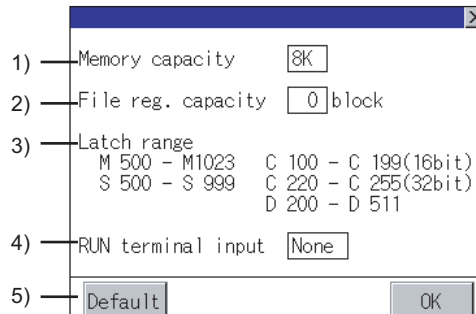 1) Memory capacity 8K
2) File reg. capacity 0 block
3) Latch range
M 500 - M1023 C 100 - C 199(16bit)
S 500 - S 999 C 220 - C 255(32bit)
D 200 - D 511
4) RUN terminal input None
5) Default OK